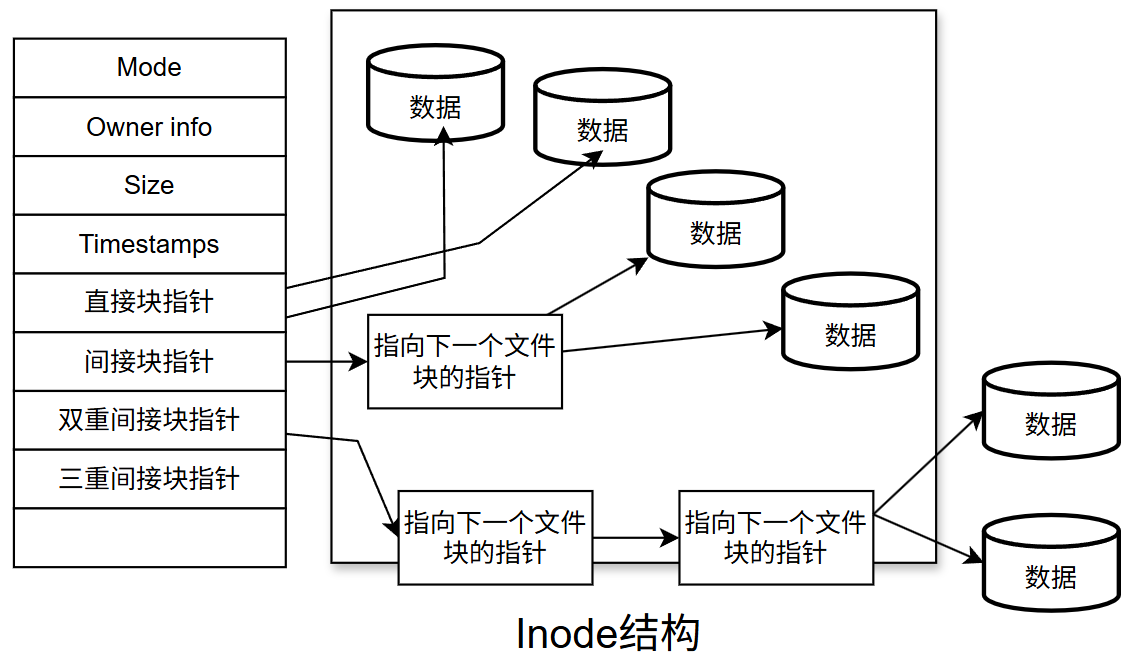 Mode
Owner info
Size
Timestamps
直接块指针
间接块指针
双重间接块指针
三重间接块指针
数据
数据
数据
数据
指向下一个文件
块的指针
数据
指向下一个文件
块的指针
指向下一个文件
块的指针
数据
Inode结构